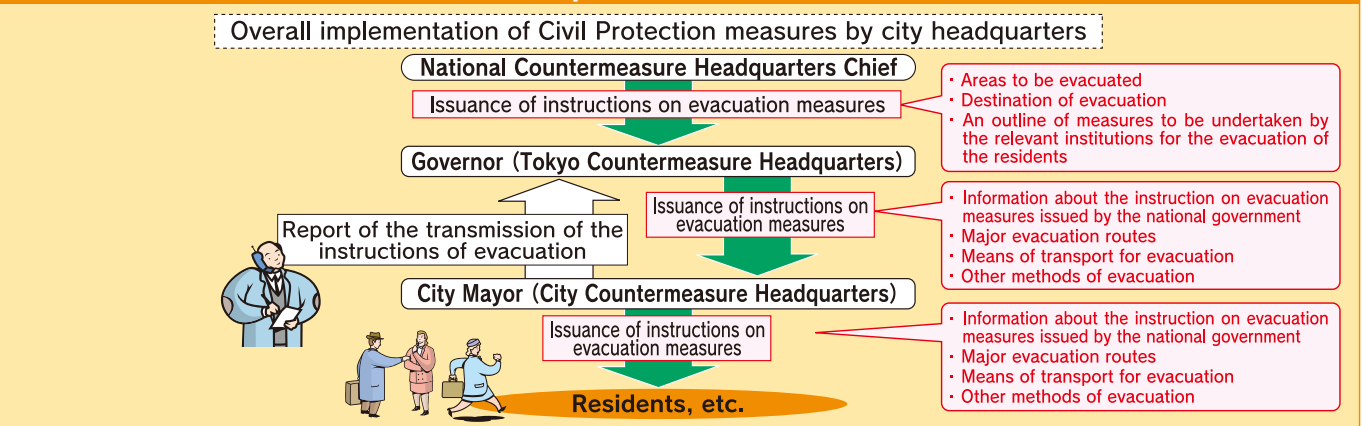 Overall implementation of Civil Protection measures by city headquarters
National Countermeasure Headquarters Chief
Issuance of instructions on evacuation measures
· Areas to be evacuated
· Destination of evacuation
· An outline of measures to be undertaken by
the relevant institutions for the evacuation of
the residents
Governor (Tokyo Countermeasure Headquarters)
Issuance of instructions on
evacuation measures
· Information about the instruction on evacuation
measures issued by the national government
· Major evacuation routes
· Means of transport for evacuation
· Other methods of evacuation
Report of the transmission of the
instructions of evacuation
City Mayor (City Countermeasure Headquarters)
Issuance of instructions on
evacuation measures
· Information about the instruction on evacuation
measures issued by the national government
· Major evacuation routes
· Means of transport for evacuation
· Other methods of evacuation
Residents, etc.